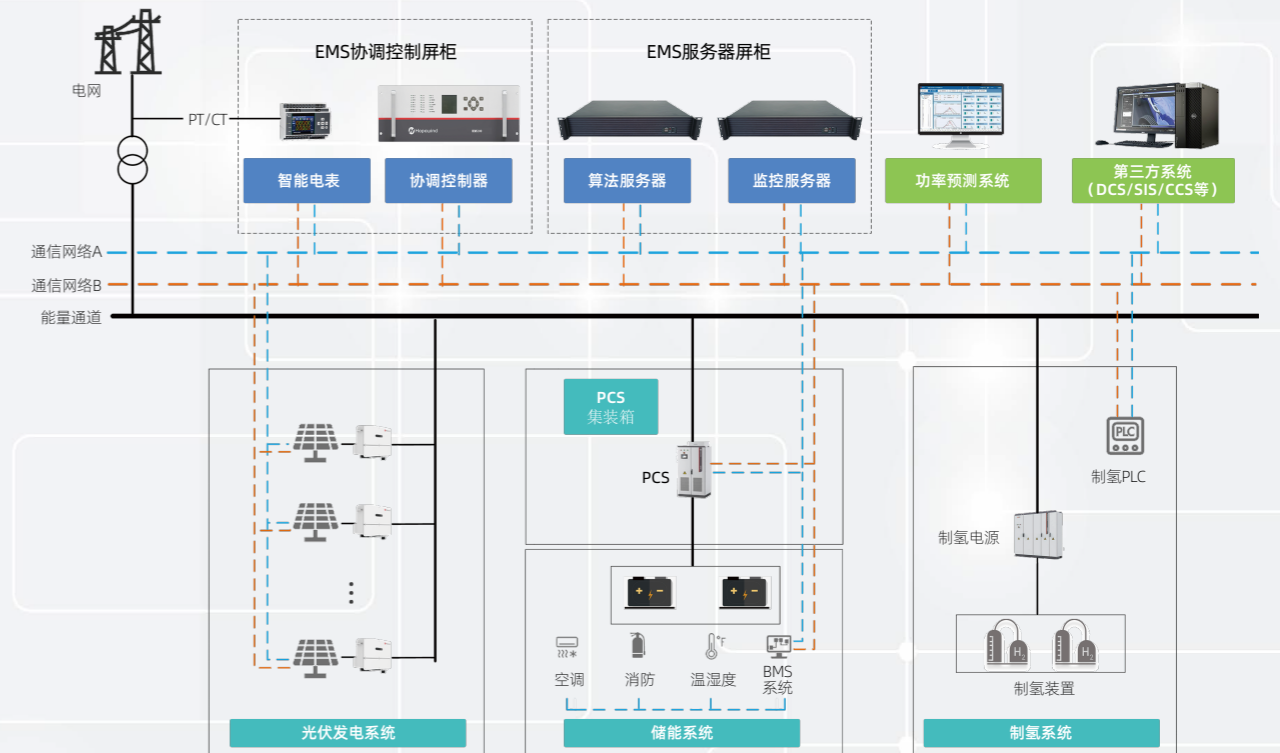 EMS协调控制屏柜
EMS服务器屏柜
电网
PT/CT
Hopewind
智能电表
协调控制器
算法服务器
监控服务器
功率预测系统
第三方系统
（DCS/SIS/CCS等）
通信网络A
通信网络B
能量通道
PCS
集装箱
PCS
PLC
制氢PLC
制氢电源
°F
空调
消防
温湿度
BMS
系统
H2
H2
制氢装置
光伏发电系统
储能系统
制氢系统